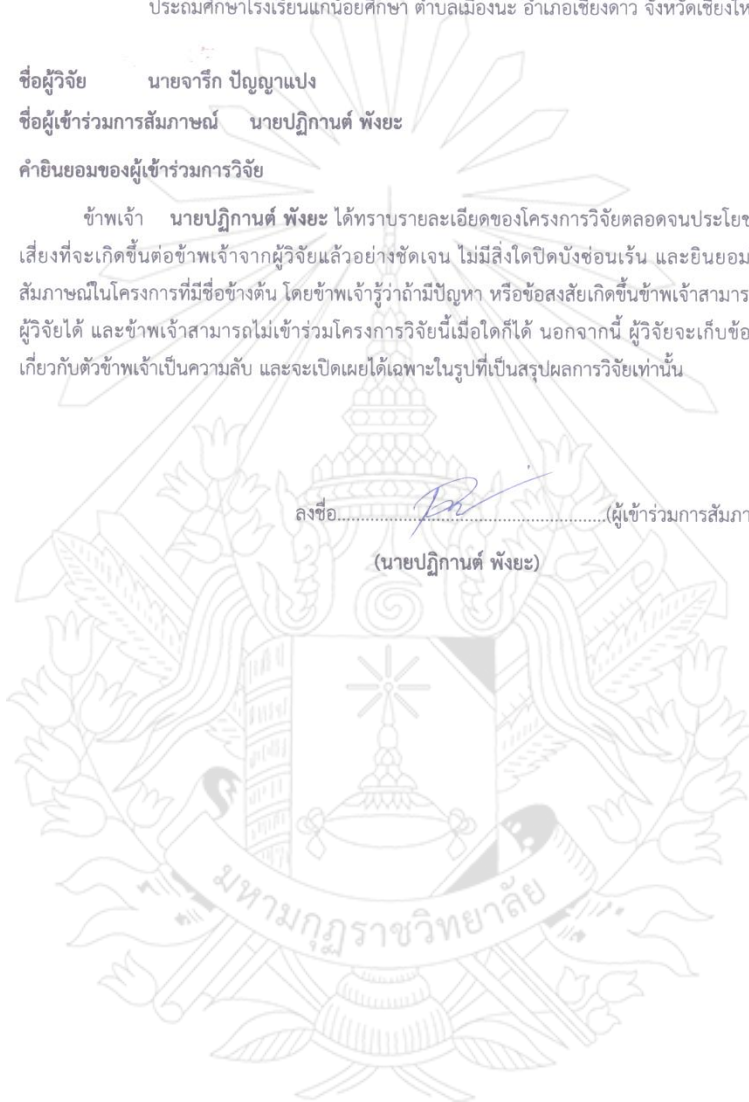 ประถมศึกษาโรงเรียนแกน้อยศึกษา ตำบลเมืองนะ อำเภอเชียงดาว จังหวัดเชียงให
ชื่อผู้วิจัย นายจารึก ปัญญาแปง
ชื่อผู้เข้าร่วมการสัมภาษณ์ นายปฏิกานต์ พังยะ
คำยินยอมของผู้เข้าร่วมการวิจัย
ข้าพเจ้า นายปฏิกานต์ พังยะ ได้ทราบรายละเอียดของโครงการวิจัยตลอดจนประโยช
เสี่ยงที่จะเกิดขึ้นต่อข้าพเจ้าจากผู้วิจัยแล้วอย่างชัดเจน ไม่มีสิ่งใดปิดบังซ่อนเร้น และยินยอม
สัมภาษณ์ในโครงการที่มีชื่อข้างต้น โดยข้าพเจ้ารู้ว่าถ้ามีปัญหา หรือข้อสงสัยเกิดขึ้นข้าพเจ้าสามาร
ผู้วิจัยได้ และข้าพเจ้าสามารถไม่เข้าร่วมโครงการวิจัยนี้เมื่อใดก็ได้ นอกจากนี้ ผู้วิจัยจะเก็บข้อ
เกี่ยวกับตัวข้าพเจ้าเป็นความลับ และจะเปิดเผยได้เฉพาะในรูปที่เป็นสรุปผลการวิจัยเท่านั้น
ลงชื่อ..................................................(ผู้เข้าร่วมการสัมภา
(นายปฏิกานต์ พังยะ)
มหามกุฏราชวิทยาลัย